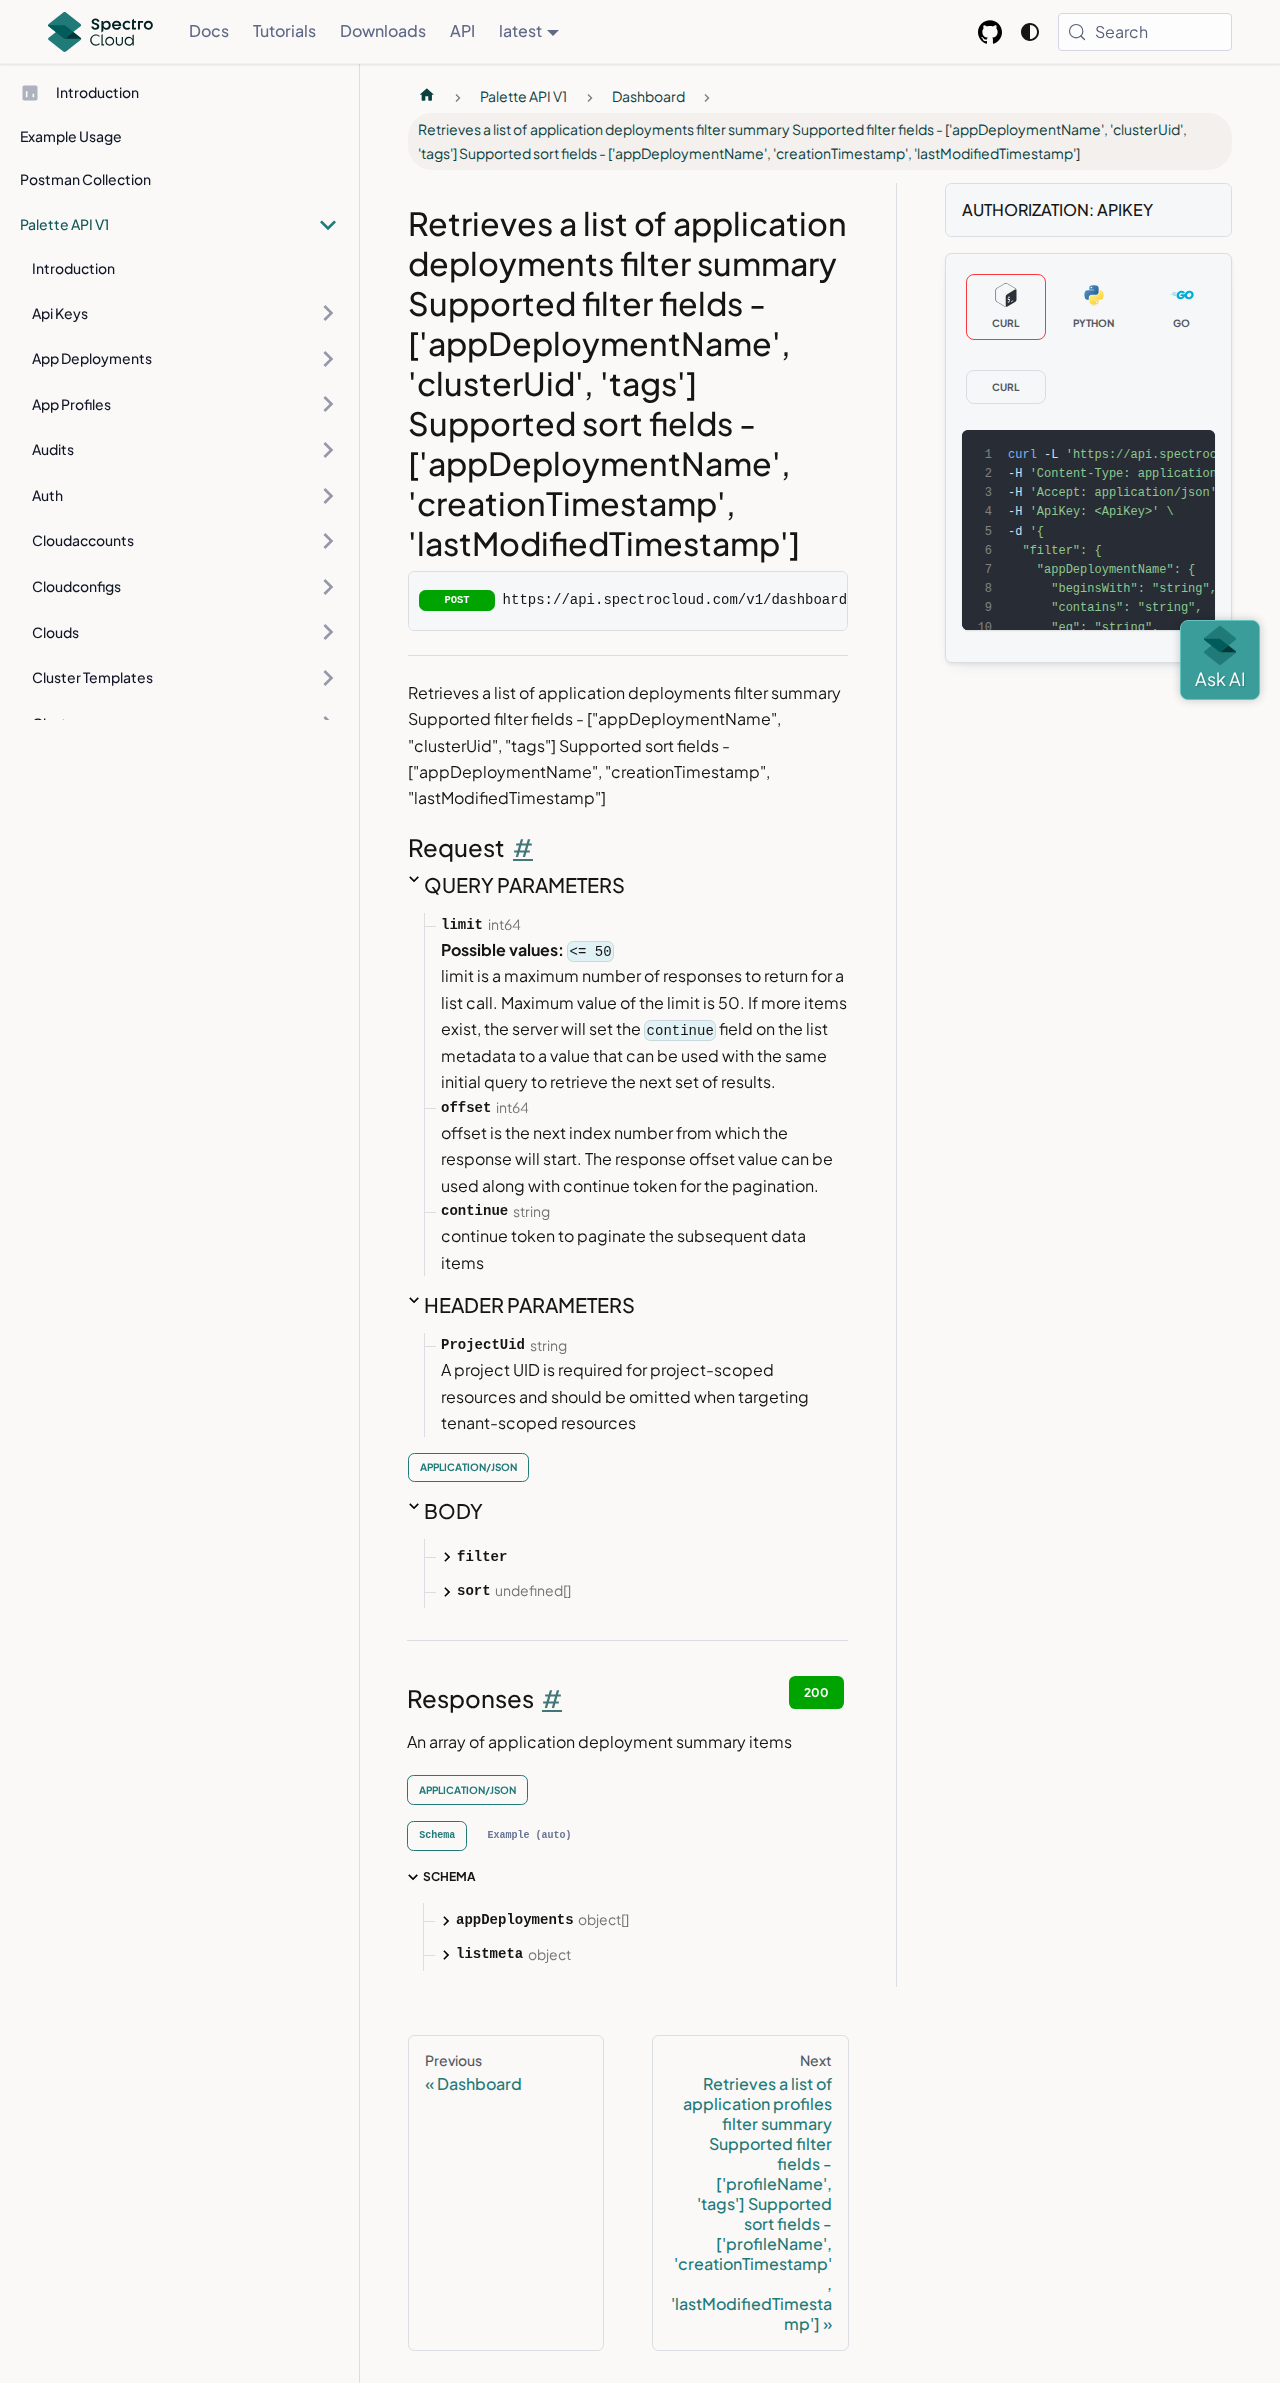 Spectro
Cloud
Docs
Tutorials
Downloads
API
latest
Search
Introduction
Example Usage
Postman Collection
Palette API V1
Introduction
Api Keys
App Deployments
App Profiles
Audits
Auth
Cloudaccounts
Cloudconfigs
Clouds
Cluster Templates
Palette API V1
Dashboard
Retrieves a list of application deployments filter summary Supported filter fields - ['appDeploymentName', 'clusterUid',
'tags'] Supported sort fields - ['appDeploymentName', 'creationTimestamp', 'lastModifiedTimestamp']
Retrieves a list of application
deployments filter summary
Supported filter fields -
['appDeploymentName',
'clusterUid', 'tags']
Supported sort fields -
['appDeploymentName',
'creationTimestamp',
'lastModifiedTimestamp']
POST https://api.spectrocloud.com/v1/dashboard
Retrieves a list of application deployments filter summary
Supported filter fields - ["appDeploymentName",
"clusterUid", "tags"] Supported sort fields -
["appDeploymentName", "creationTimestamp",
"lastModifiedTimestamp"]
Request #
QUERY PARAMETERS
limit int64
Possible values: <= 50
limit is a maximum number of responses to return for a
list call. Maximum value of the limit is 50. If more items
exist, the server will set the continue field on the list
metadata to a value that can be used with the same
initial query to retrieve the next set of results.
offset int64
offset is the next index number from which the
response will start. The response offset value can be
used along with continue token for the pagination.
continue string
continue token to paginate the subsequent data
items
HEADER PARAMETERS
ProjectUid string
A project UID is required for project-scoped
resources and should be omitted when targeting
tenant-scoped resources
APPLICATION/JSON
BODY
filter
sort undefined[]
Responses #
200
An array of application deployment summary items
APPLICATION/JSON
Schema
Example (auto)
SCHEMA
appDeployments object[]
listmeta object
AUTHORIZATION: APIKEY
CURL
PYTHON
GO
CURL
1 curl -L 'https://api.spectroc
2 -H 'Content-Type: application
3 -H 'Accept: application/json'
4 -H 'ApiKey: <ApiKey>' \
5 -d '{
6 "filter": {
7 "appDeploymentName": {
8 "beginsWith": "string",
9 "contains": "string",
10 "eq": "string",
Ask AI
Previous
« Dashboard
Next
Retrieves a list of
application profiles
filter summary
Supported filter
fields -
['profileName',
'tags'] Supported
sort fields -
['profileName',
'creationTimestamp'
,
'lastModifiedTimesta
mp'] »